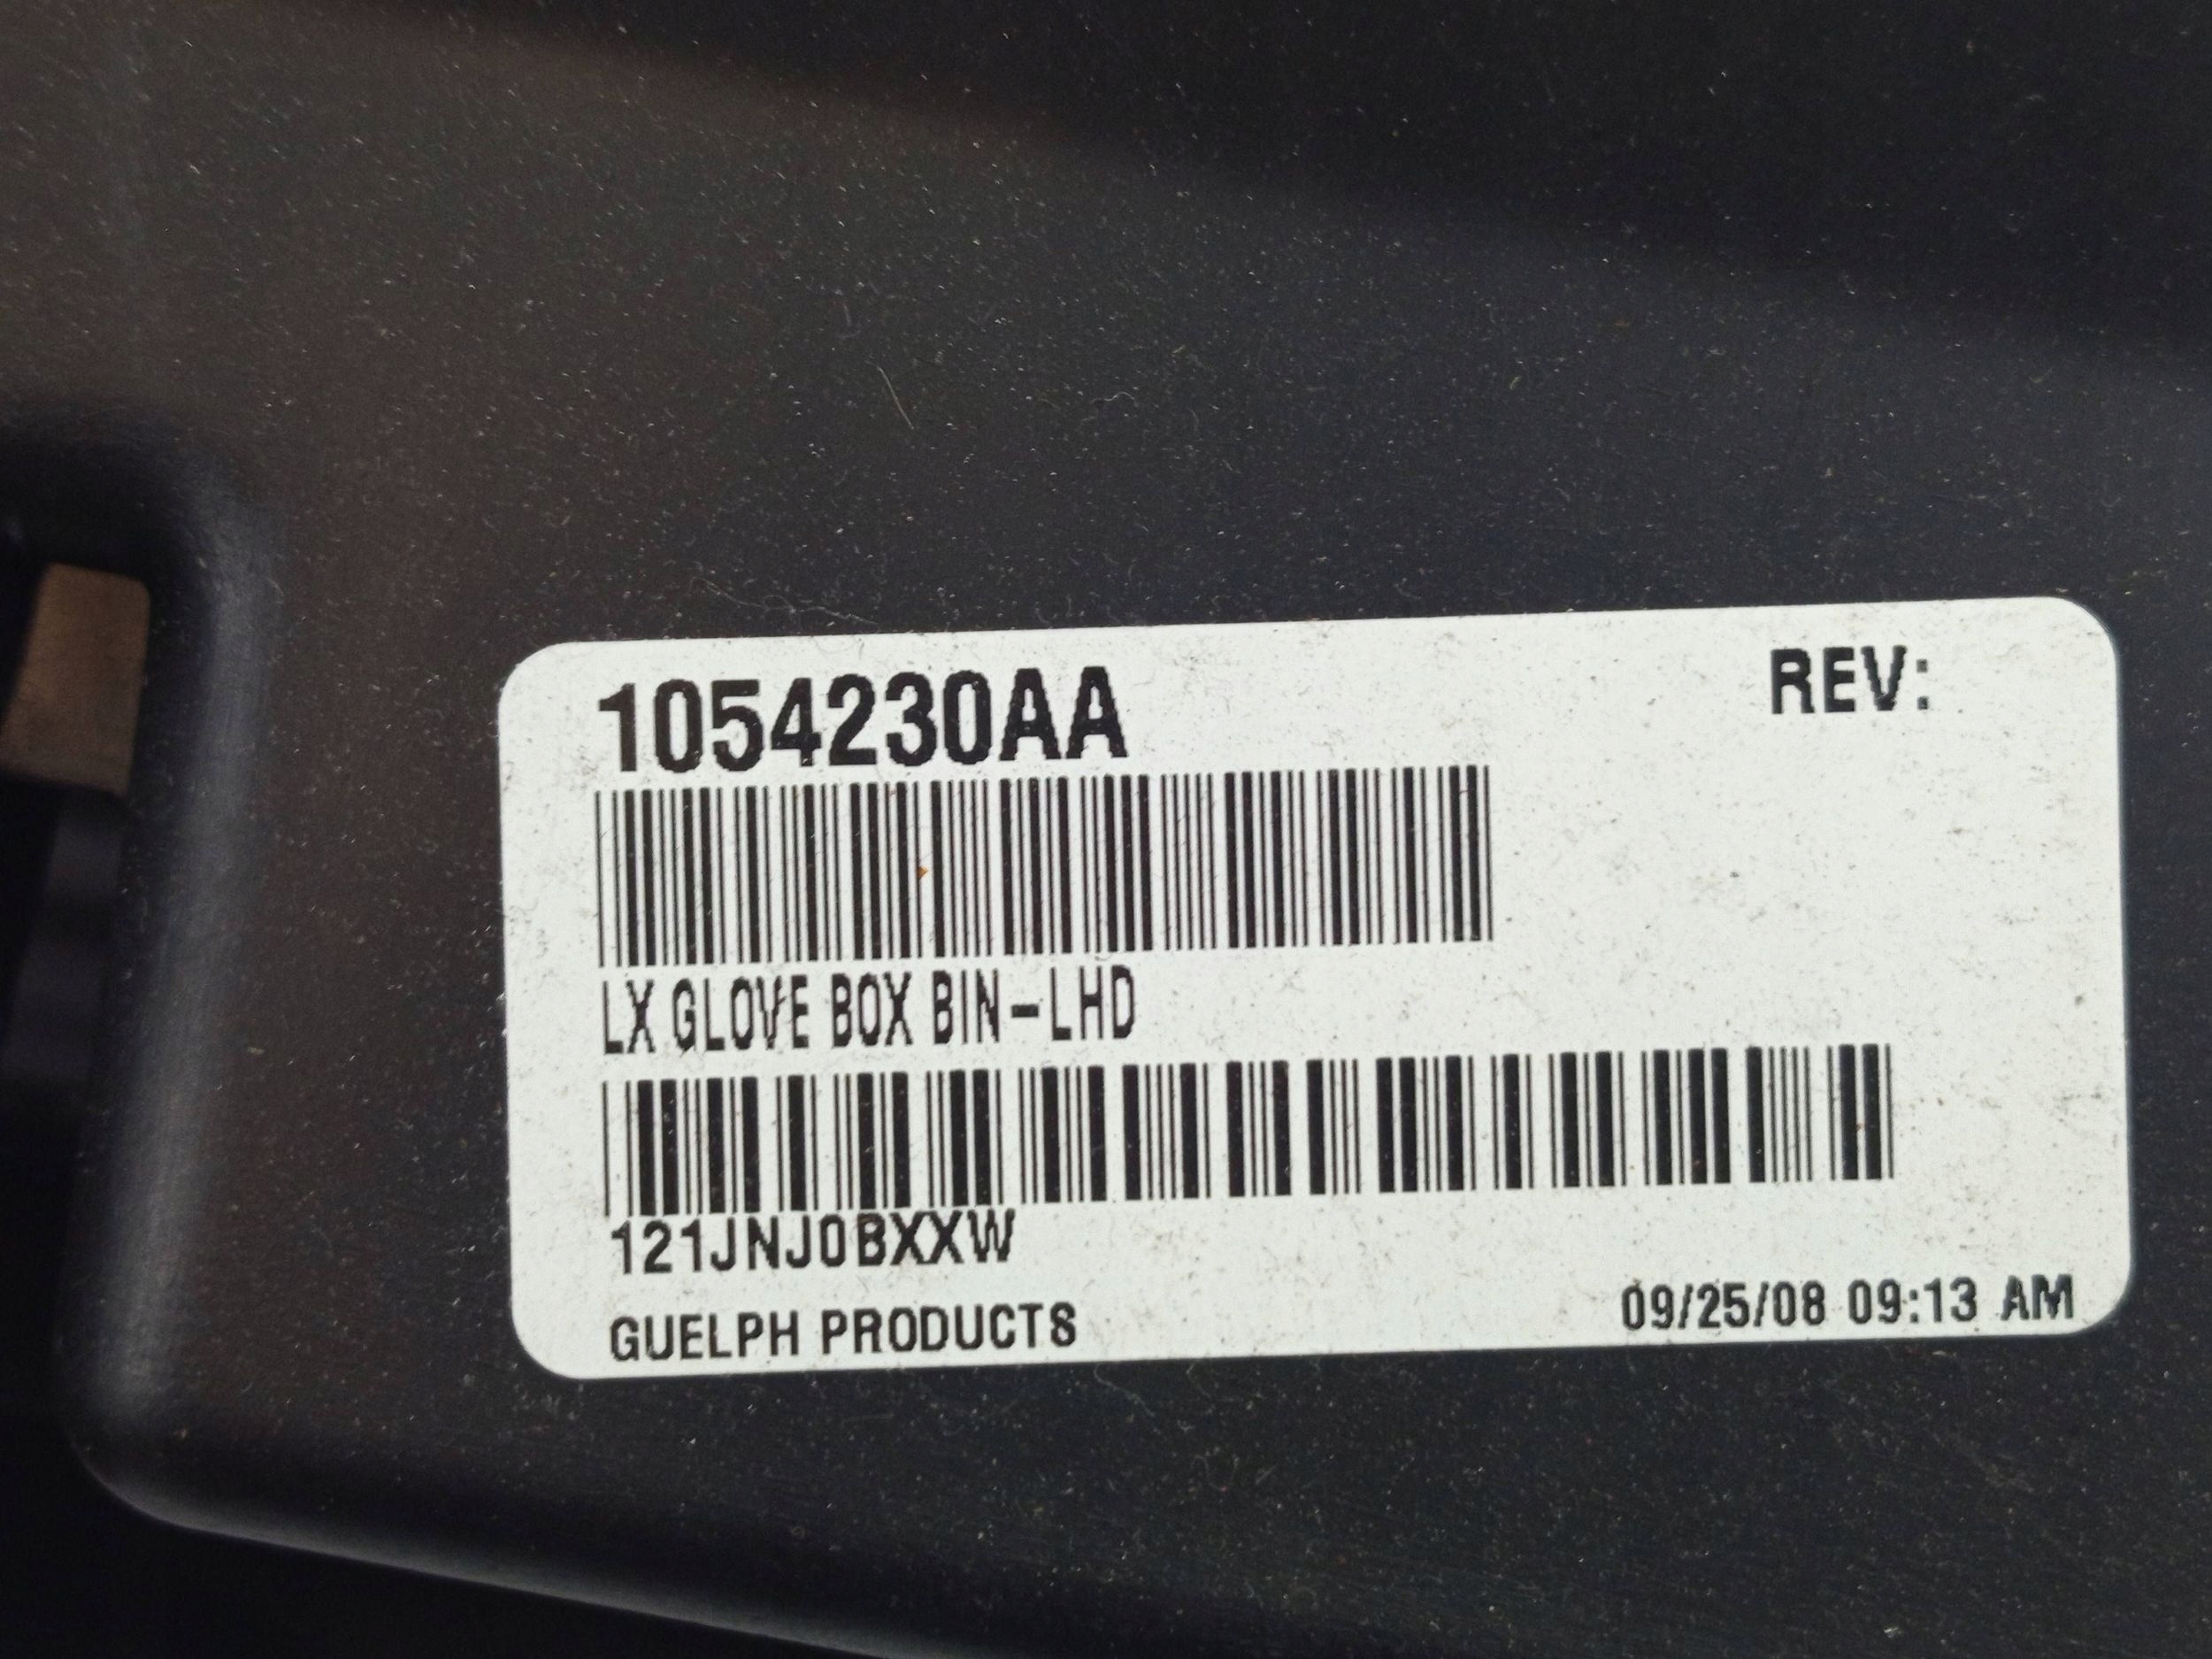 1054230AA
REV:
LX GLOVE BOX BIN-LHD
121JNJ0BXXW
GUELPH PRODUCTS
09/25/08 09:13 AM